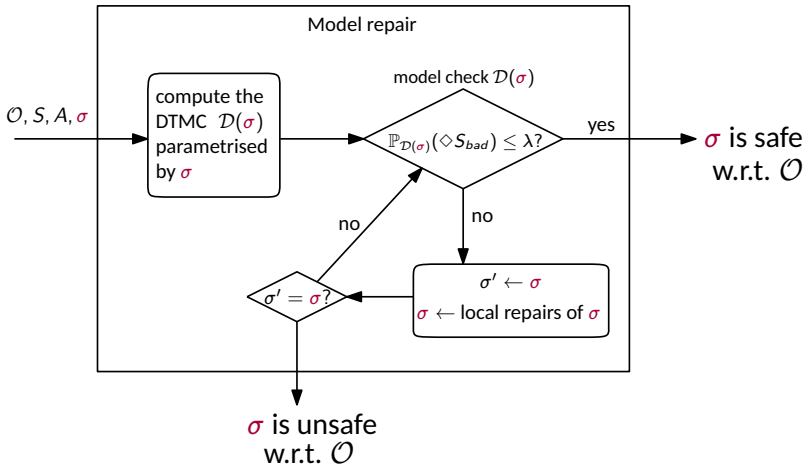 Model repair
model check 𝒟(σ)
𝒪, S, A, σ
compute the
DTMC 𝒟(σ)
parametrised
by σ
ℙ_𝒟(σ)(◇S_bad) ≤ λ?
yes
σ is safe
w.r.t. 𝒪
no
no
σ′ = σ?
σ′ ← σ
σ ← local repairs of σ
σ is unsafe
w.r.t. 𝒪